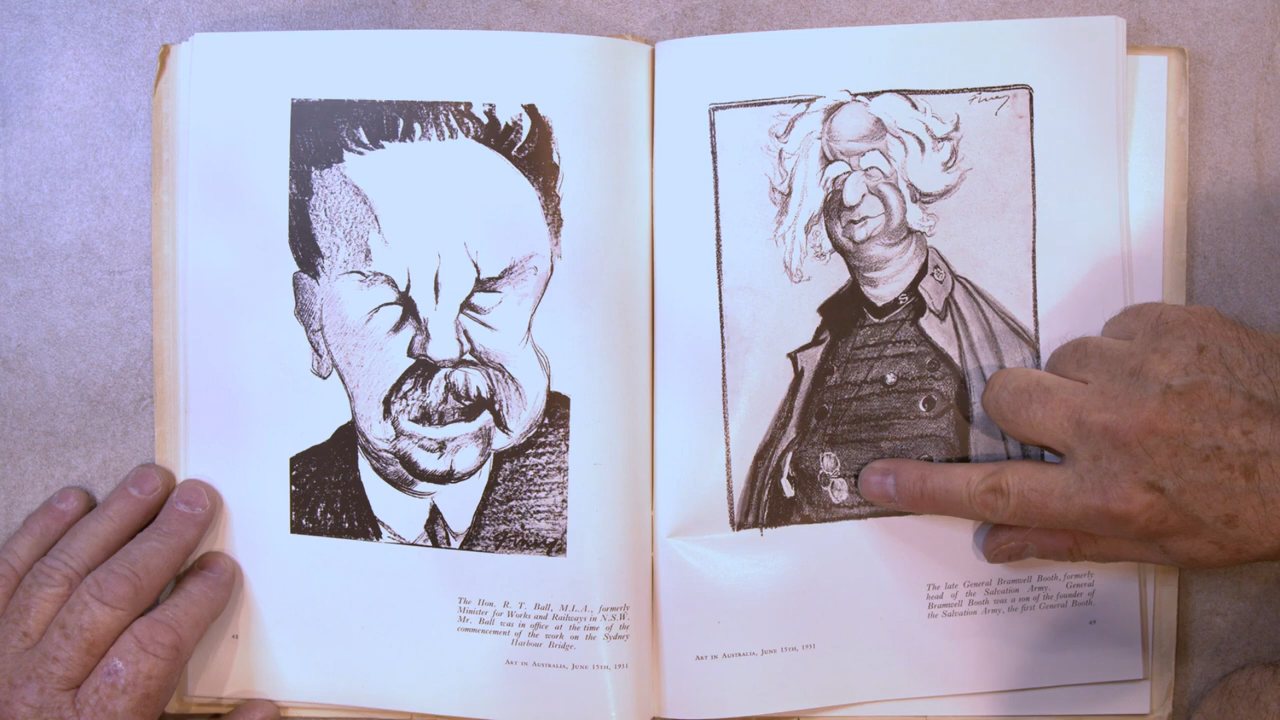 The Hon. R. T. Ball, M.L.A., formerly
Minister for Works and Railways in N.S.W.
Mr. Ball was in office at the time of the
commencement of the work on the Sydney
Harbour Bridge.
Art in Australia, June 15th, 1931
The late General Bramwell Booth, formerly
head of the Salvation Army. General
Bramwell Booth was a son of the founder of
the Salvation Army, the first General Booth.
49
Art in Australia, June 15th, 1931
S